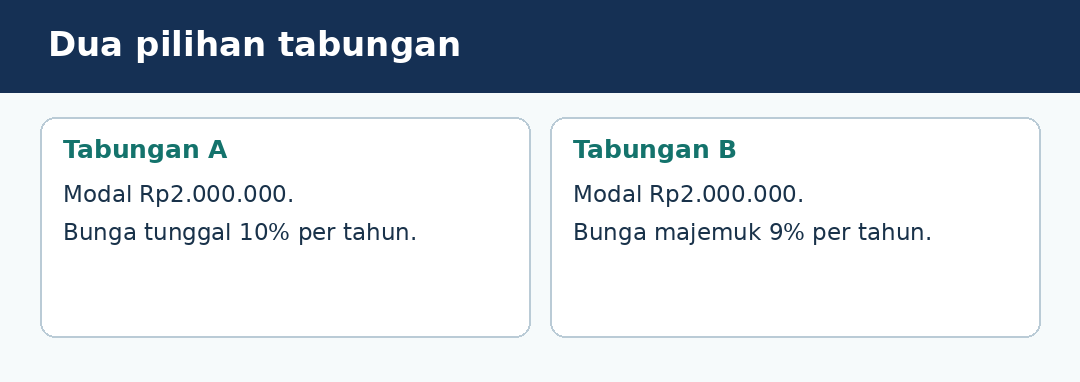 Dua pilihan tabungan
Tabungan A
Modal Rp2.000.000.
Bunga tunggal 10% per tahun.
Tabungan B
Modal Rp2.000.000.
Bunga majemuk 9% per tahun.